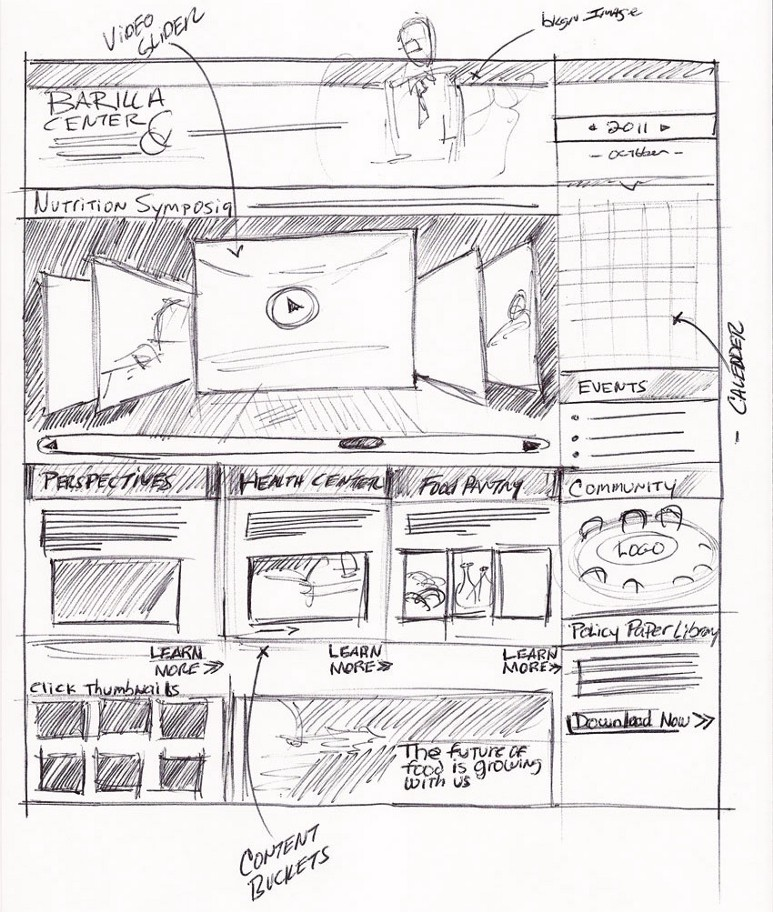 VIDEO
SLIDER
bkgrn Image
BARILLA
CENTER
2011
- OCTOBER -
NUTRITION SYMPOSIA
- CALENDER
EVENTS
PERSPECTIVES
HEALTH CENTER
FOOD PANTRY
COMMUNITY
LOGO
Policy Paper Library
LEARN
MORE >>
LEARN
MORE >>
LEARN
MORE >>
Download Now >>
Click Thumbnails
The future of
food is growing
with us
CONTENT
BUCKETS